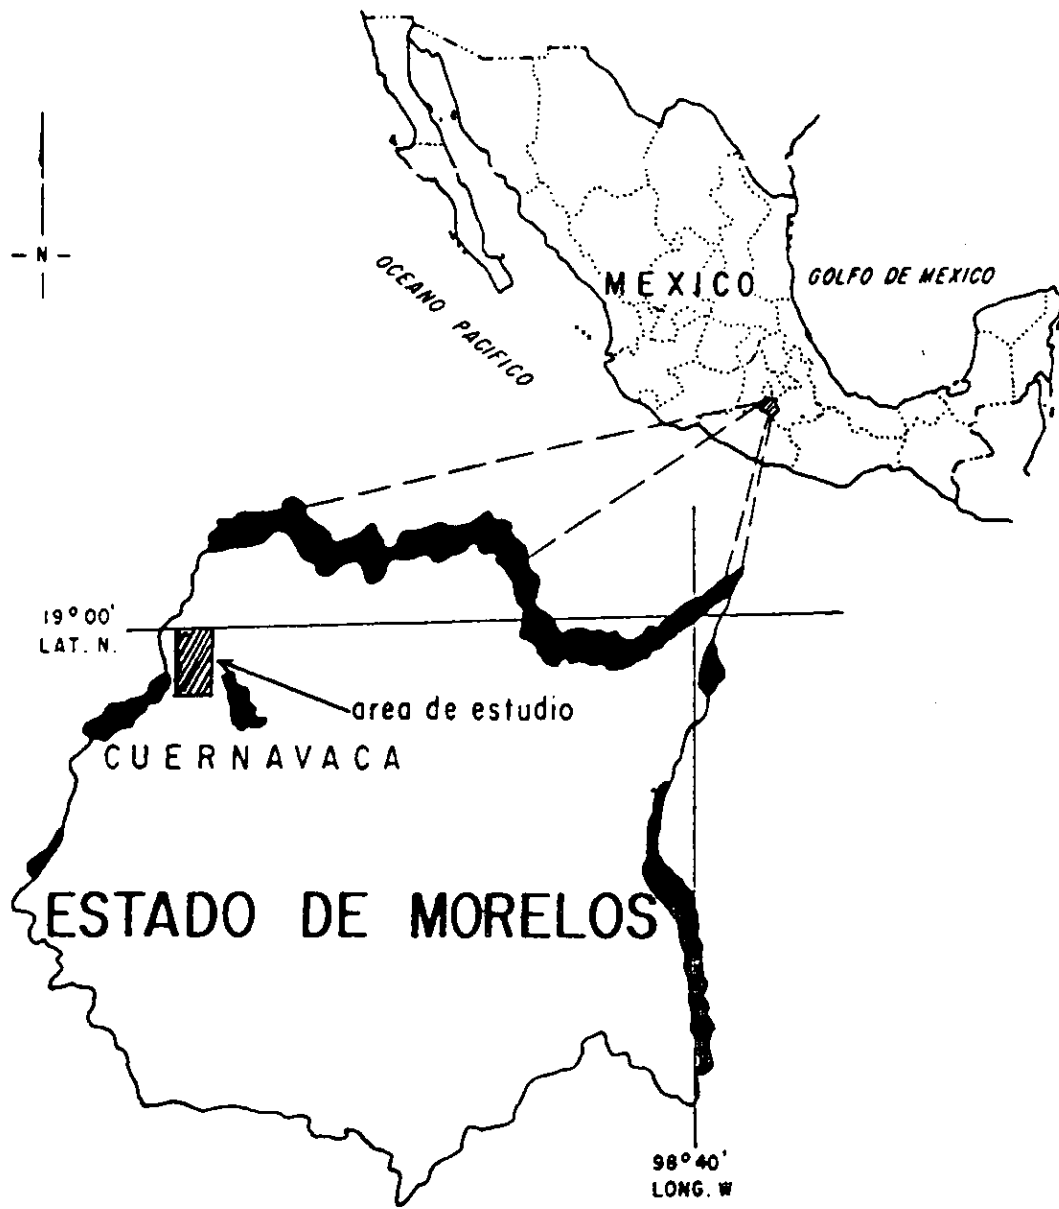 - N -
OCEANO PACIFICO
MEXICO
GOLFO DE MEXICO
19°00'
LAT. N.
area de estudio
CUERNAVACA
ESTADO DE MORELOS
98°40'
LONG. W